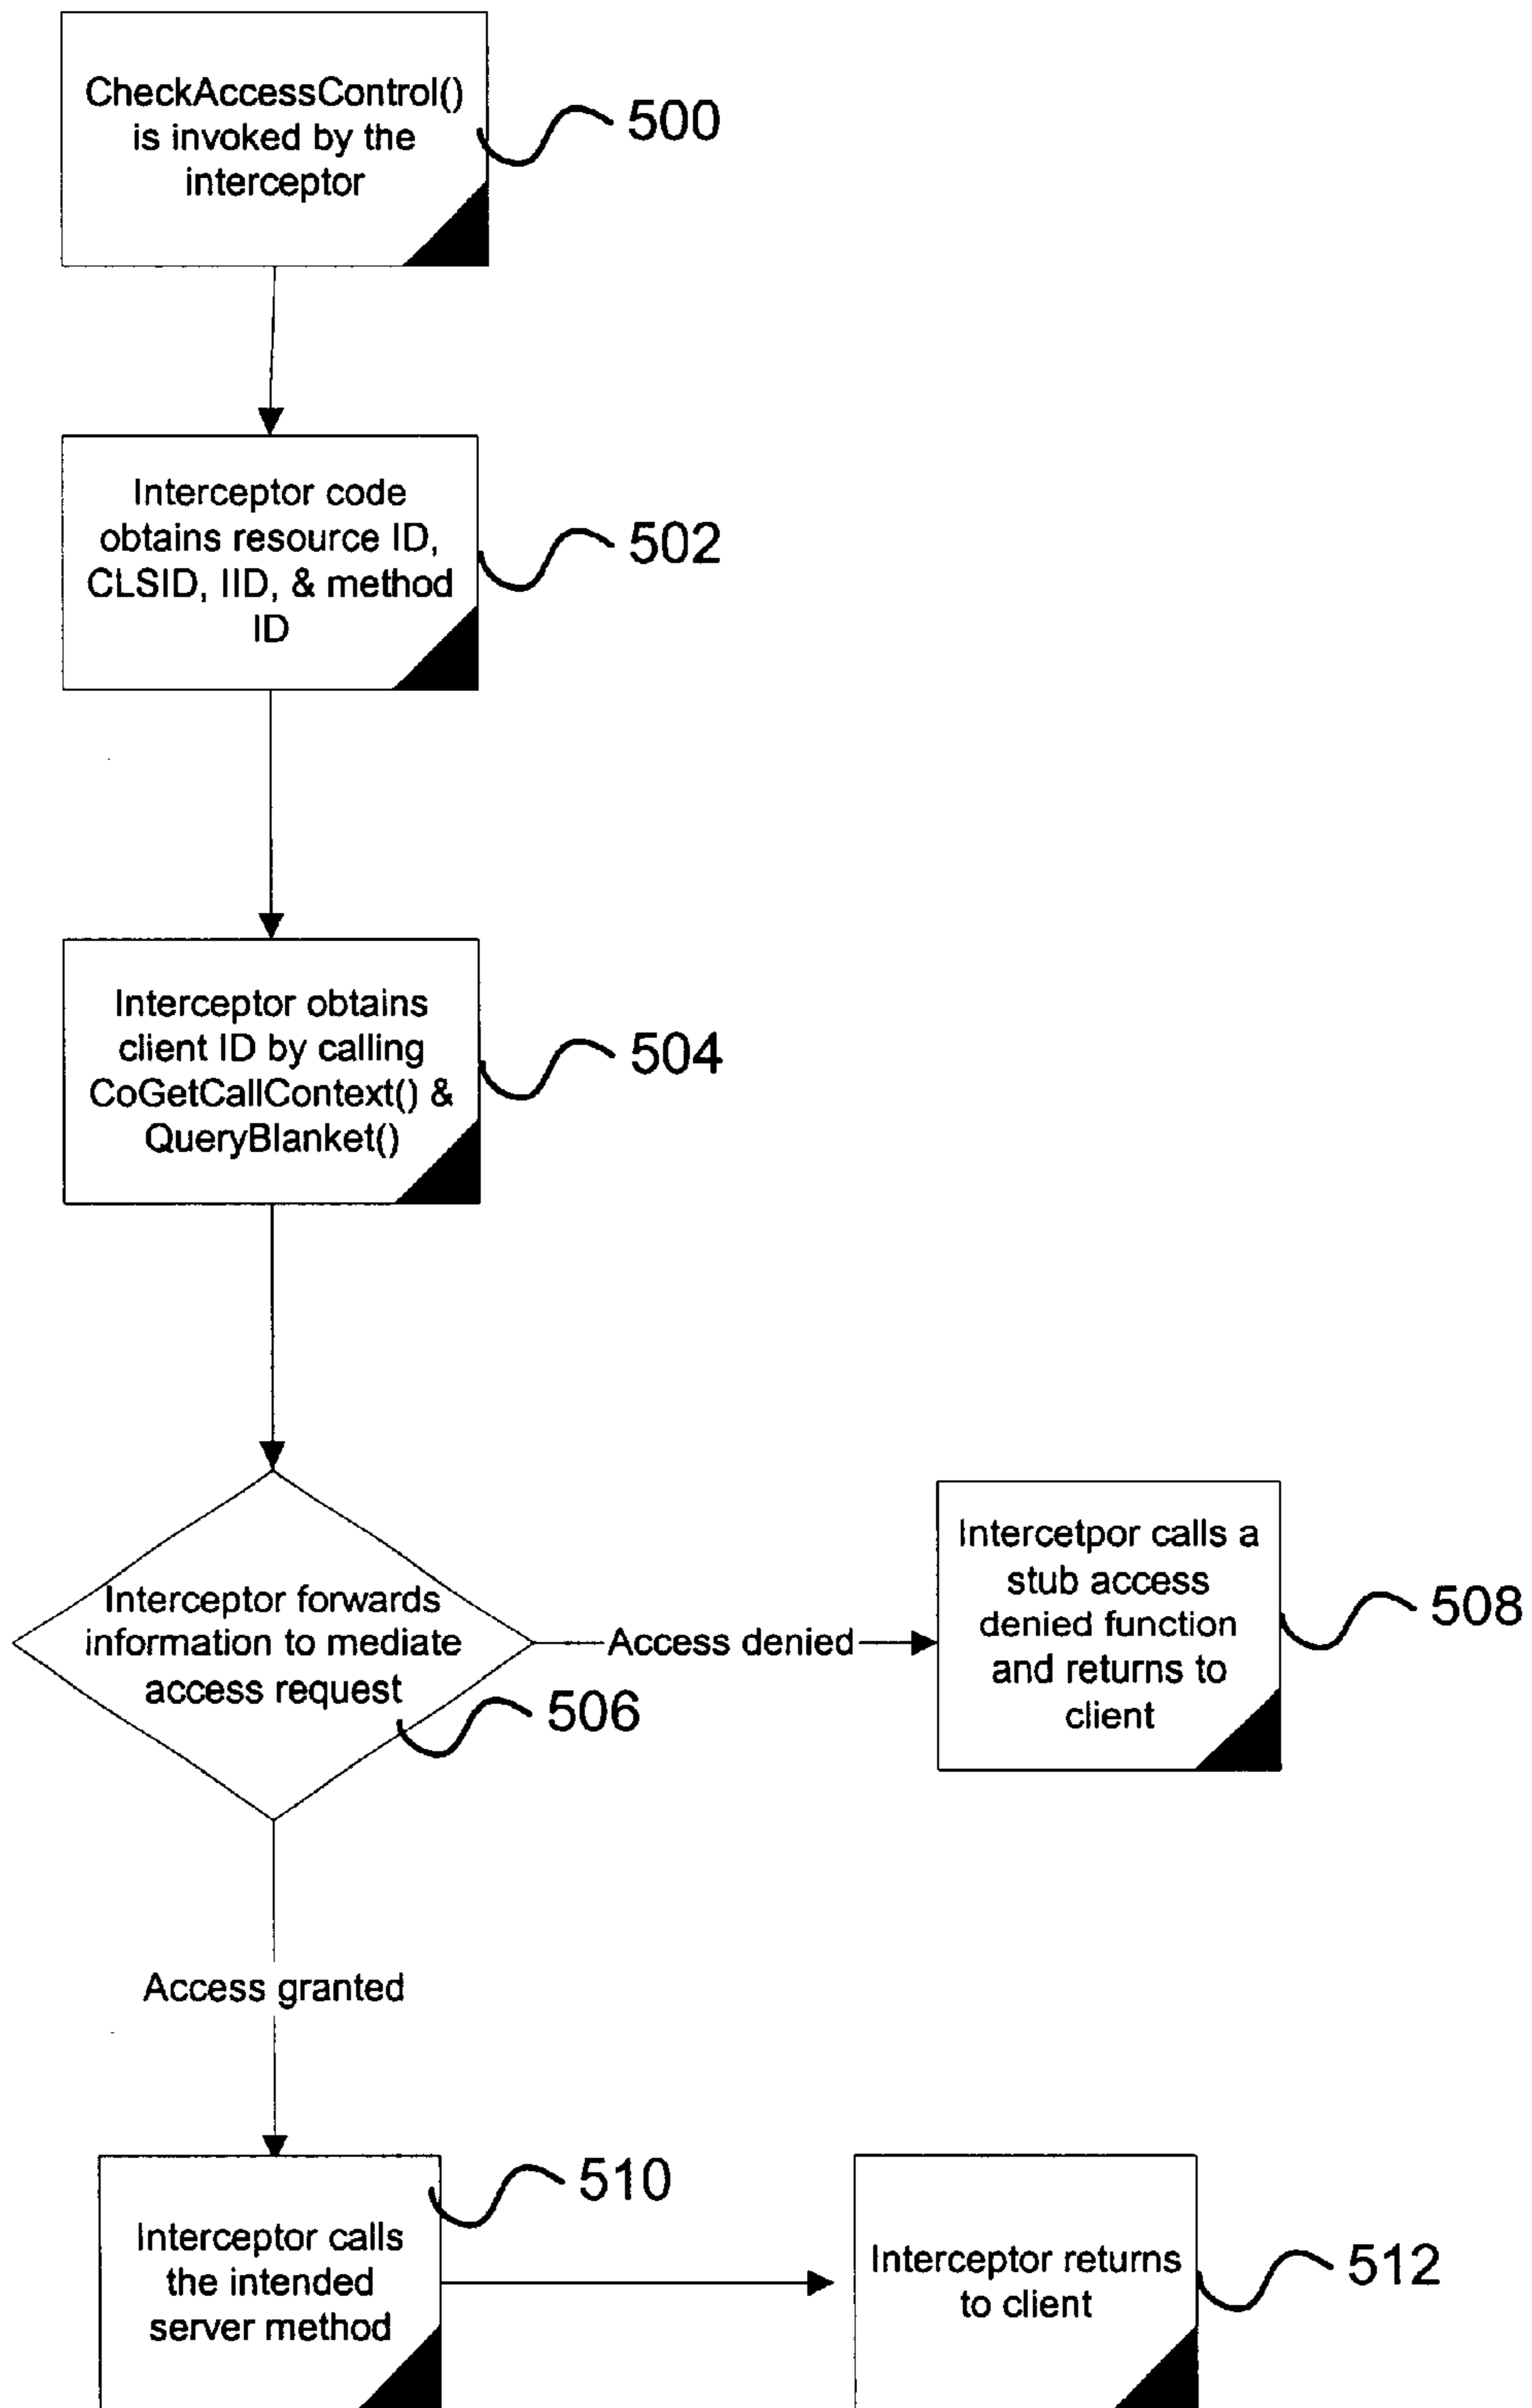 CheckAccessControl()
is invoked by the
interceptor
500
Interceptor code
obtains resource ID,
CLSID, IID, & method
ID
502
Interceptor obtains
client ID by calling
CoGetCallContext() &
QueryBlanket()
504
Interceptor forwards
information to mediate
access request
506
Access denied
Intercetpor calls a
stub access
denied function
and returns to
client
508
Access granted
Interceptor calls
the intended
server method
510
Interceptor returns
to client
512